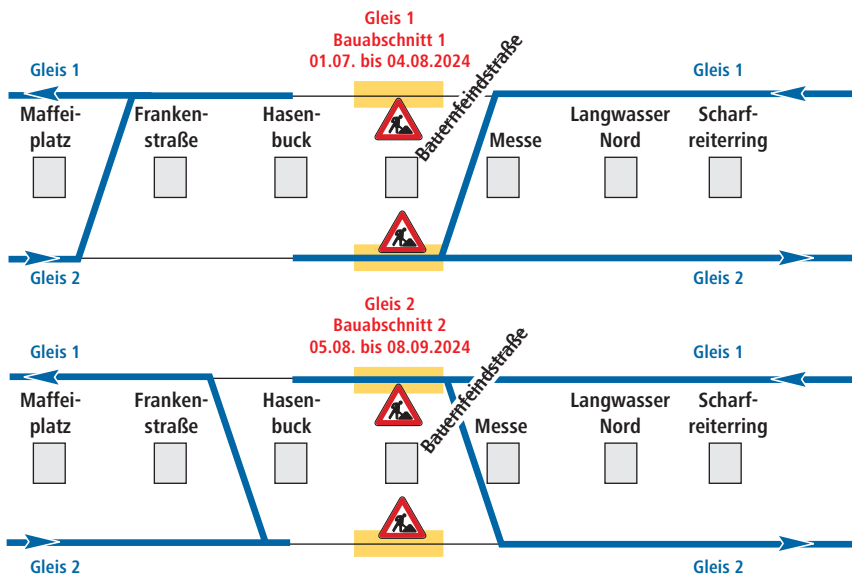 Gleis 1
Bauabschnitt 1
01.07. bis 04.08.2024
Gleis 1
Gleis 1
Maffei-
platz
Franken-
straße
Hasen-
buck
Bauernfeindstraße
Messe
Langwasser
Nord
Scharf-
reiterring
Gleis 2
Gleis 2
Gleis 2
Bauabschnitt 2
05.08. bis 08.09.2024
Gleis 1
Gleis 1
Maffei-
platz
Franken-
straße
Hasen-
buck
Bauernfeindstraße
Messe
Langwasser
Nord
Scharf-
reiterring
Gleis 2
Gleis 2